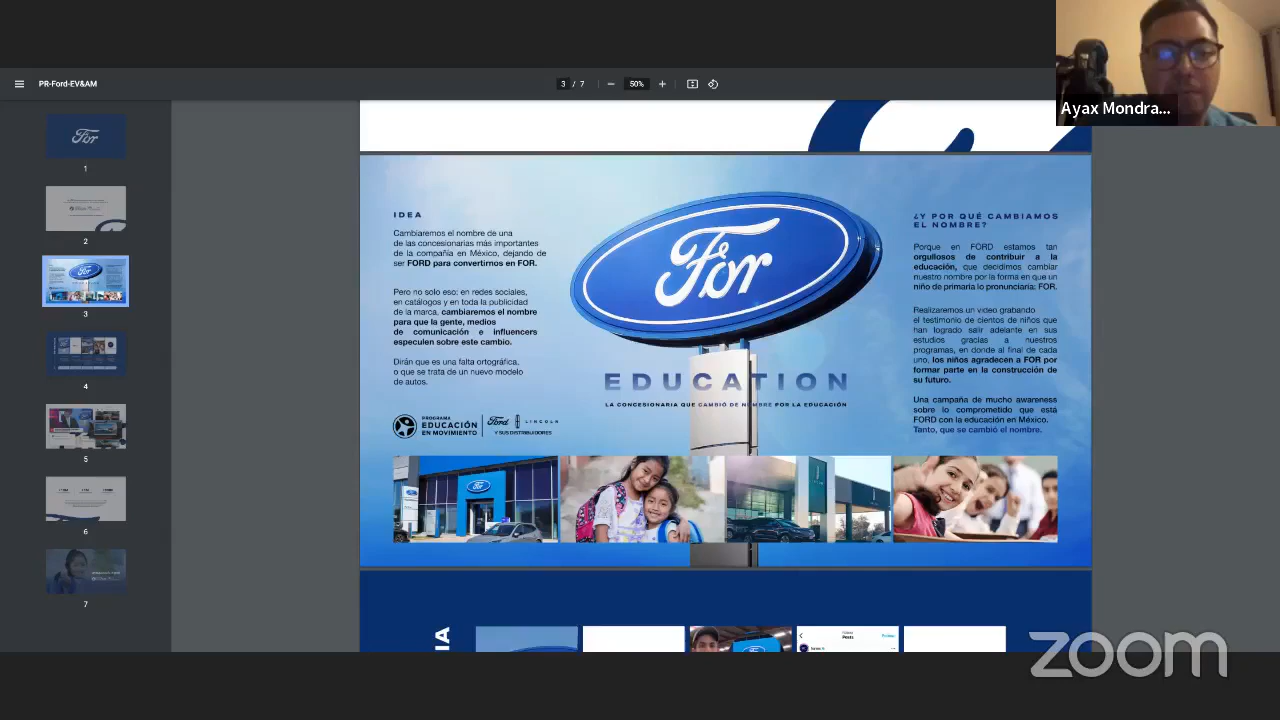 PR-Ford-EV&AM
3 / 7
50%
Ayax Mondra...
For
1
2
3
4
5
6
7
IDEA
Cambiaremos el nombre de una
de las concesionarias más importantes
de la compañía en México, dejando de
ser FORD para convertirnos en FOR.
Pero no solo eso: en redes sociales,
en catálogos y en toda la publicidad
de la marca, cambiaremos el nombre
para que la gente, medios
de comunicación e influencers
especulen sobre este cambio.
Dirán que es una falta ortográfica,
o que se trata de un nuevo modelo
de autos.
PROGRAMA
EDUCACIÓN
EN MOVIMIENTO
Ford
LINCOLN
Y SUS DISTRIBUIDORES
For
EDUCATION
LA CONCESIONARIA QUE CAMBIÓ DE NOMBRE POR LA EDUCACIÓN
¿Y POR QUÉ CAMBIAMOS
EL NOMBRE?
Porque en FORD estamos tan
orgullosos de contribuir a la
educación, que decidimos cambiar
nuestro nombre por la forma en que un
niño de primaria lo pronunciaría: FOR.
Realizaremos un video grabando
el testimonio de cientos de niños que
han logrado salir adelante en sus
estudios gracias a nuestros
programas, en donde al final de cada
uno, los niños agradecen a FOR por
formar parte en la construcción de
su futuro.
Una campaña de mucho awareness
sobre lo comprometido que está
FORD con la educación en México.
Tanto, que se cambió el nombre.
IA
Posts
Follow
zoom